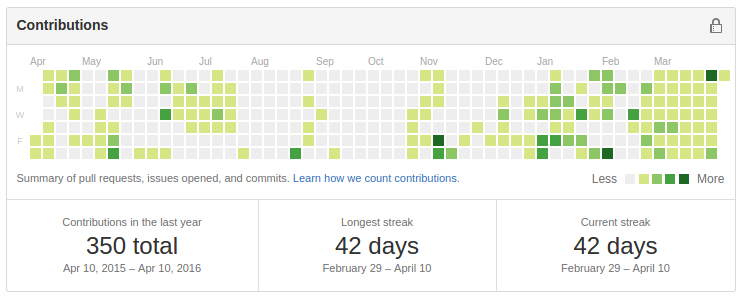 Contributions
Apr May Jun Jul Aug Sep Oct Nov Dec Jan Feb Mar
M
W
F
Summary of pull requests, issues opened, and commits. Learn how we count contributions.
Less More
Contributions in the last year
350 total
Apr 10, 2015 – Apr 10, 2016
Longest streak
42 days
February 29 – April 10
Current streak
42 days
February 29 – April 10